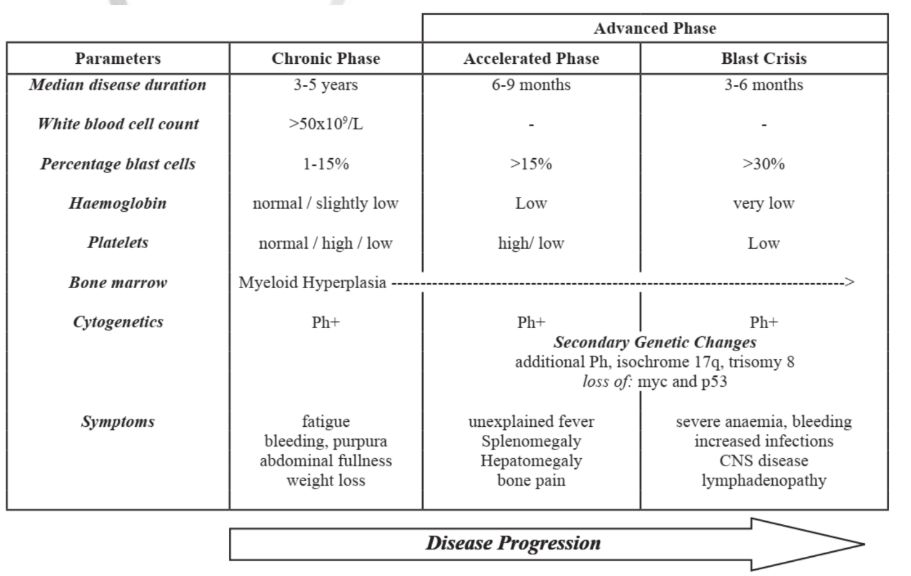 Advanced Phase
Parameters Chronic Phase Accelerated Phase Blast Crisis
Median disease duration 3-5 years 6-9 months 3-6 months
White blood cell count >50x10⁹/L - -
Percentage blast cells 1-15% >15% >30%
Haemoglobin normal / slightly low Low very low
Platelets normal / high / low high/ low Low
Bone marrow Myeloid Hyperplasia ---------->
Cytogenetics Ph+ Ph+ Ph+
Secondary Genetic Changes
additional Ph, isochrome 17q, trisomy 8
loss of: myc and p53
Symptoms fatigue unexplained fever severe anaemia, bleeding
bleeding, purpura Splenomegaly increased infections
abdominal fullness Hepatomegaly CNS disease
weight loss bone pain lymphadenopathy
Disease Progression